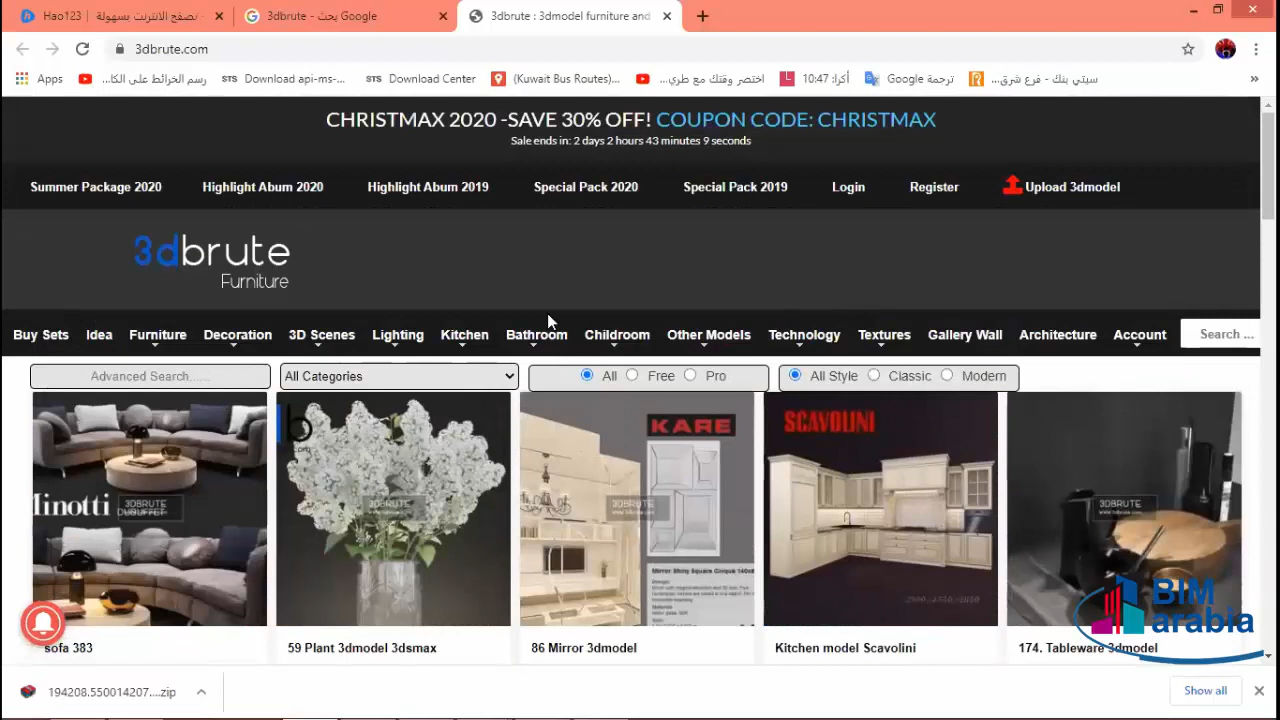 Hao123 | تصفح الانترنت بسهولة
3dbrute - بحث Google
3dbrute : 3dmodel furniture and
3dbrute.com
Apps
رسم الخرائط على الكا...
STS Download api-ms-...
STS Download Center
(Kuwait Bus Routes)...
اختصر وقتك مع طري...
أكرا: 10:47
ترجمة Google
سيتي بنك - فرع شرق...
CHRISTMAX 2020 -SAVE 30% OFF! COUPON CODE: CHRISTMAX
Sale ends in: 2 days 2 hours 43 minutes 9 seconds
Summer Package 2020
Highlight Abum 2020
Highlight Abum 2019
Special Pack 2020
Special Pack 2019
Login
Register
Upload 3dmodel
3dbrute
Furniture
Buy Sets
Idea
Furniture
Decoration
3D Scenes
Lighting
Kitchen
Bathroom
Childroom
Other Models
Technology
Textures
Gallery Wall
Architecture
Account
Search ...
Advanced Search......
All Categories
All
Free
Pro
All Style
Classic
Modern
Minotti
3DBRUTE
3DBRUTE
KARE
3DBRUTE
SCAVOLINI
3DBRUTE
sofa 383
59 Plant 3dmodel 3dsmax
86 Mirror 3dmodel
Kitchen model Scavolini
174. Tableware 3dmodel
BIM
arabia
194208.550014207....zip
Show all